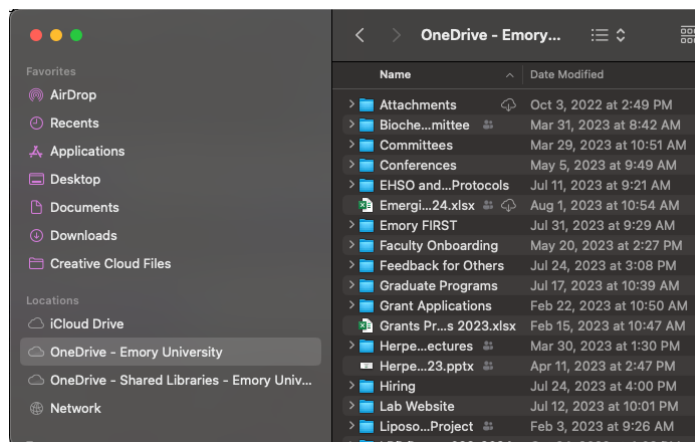 OneDrive - Emory...
Favorites
AirDrop
Recents
Applications
Desktop
Documents
Downloads
Creative Cloud Files
Locations
iCloud Drive
OneDrive - Emory University
OneDrive - Shared Libraries - Emory Univ...
Network
Name Date Modified
Attachments Oct 3, 2022 at 2:49 PM
Bioche...mittee Mar 31, 2023 at 8:42 AM
Committees Mar 29, 2023 at 10:51 AM
Conferences May 5, 2023 at 9:49 AM
EHSO and...Protocols Jul 11, 2023 at 9:21 AM
Emergi...24.xlsx Aug 1, 2023 at 10:54 AM
Emory FIRST Jul 31, 2023 at 9:29 AM
Faculty Onboarding May 20, 2023 at 2:27 PM
Feedback for Others Jul 24, 2023 at 3:08 PM
Graduate Programs Jul 17, 2023 at 10:39 AM
Grant Applications Feb 22, 2023 at 10:50 AM
Grants Pr...s 2023.xlsx Feb 15, 2023 at 10:47 AM
Herpe...ectures Mar 30, 2023 at 1:30 PM
Herpe...23.pptx Apr 11, 2023 at 2:47 PM
Hiring Jul 24, 2023 at 4:00 PM
Lab Website Jul 12, 2023 at 10:01 PM
Liposo...Project Feb 3, 2023 at 9:26 AM